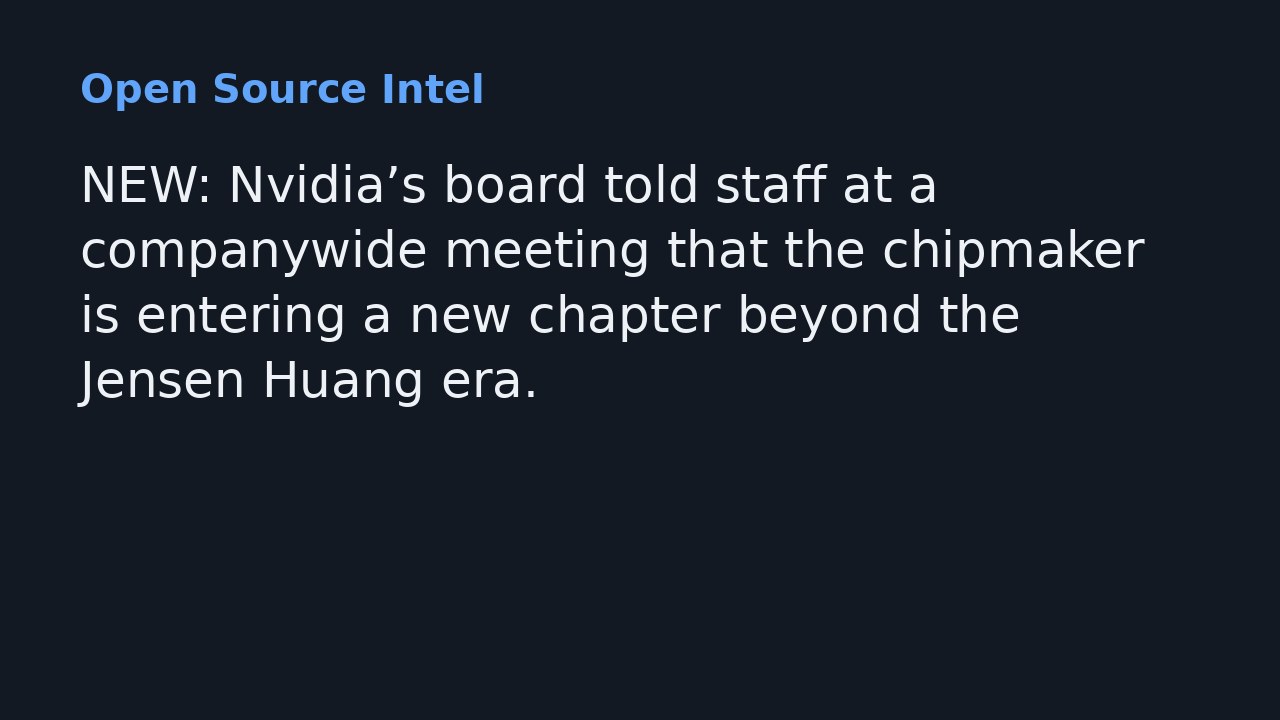 Open Source Intel
NEW: Nvidia’s board told staff at a
companywide meeting that the chipmaker
is entering a new chapter beyond the
Jensen Huang era.